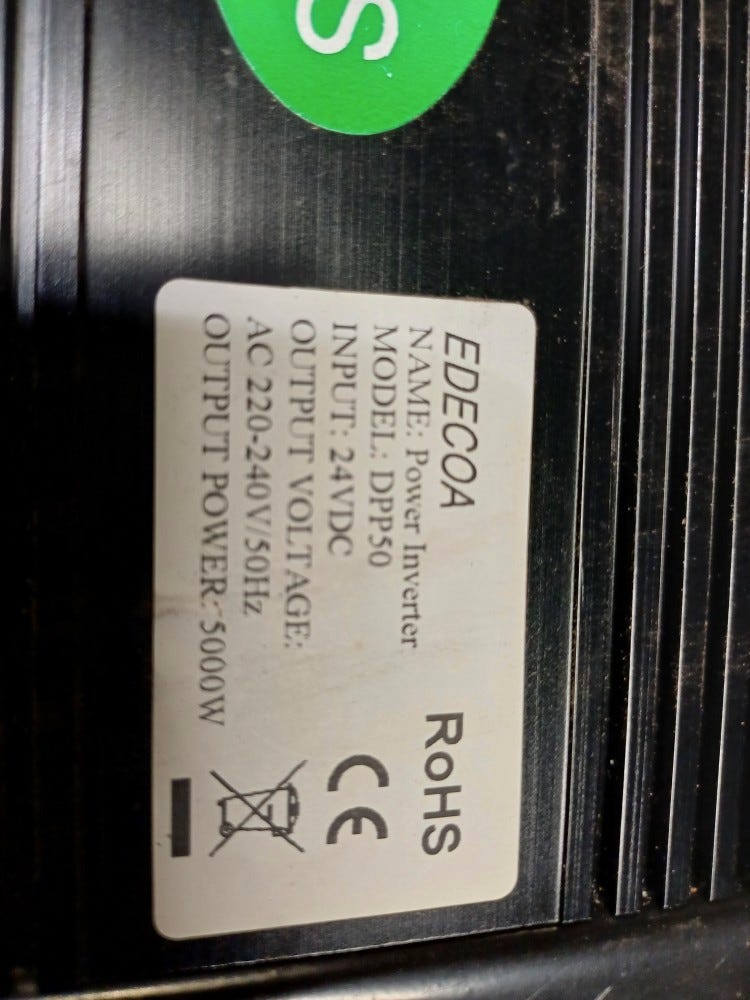 S
EDECOA
NAME: Power Inverter
MODEL: DPP50
INPUT: 24VDC
OUTPUT VOLTAGE:
AC 220-240V/50Hz
OUTPUT POWER: 5000W
RoHS
CE